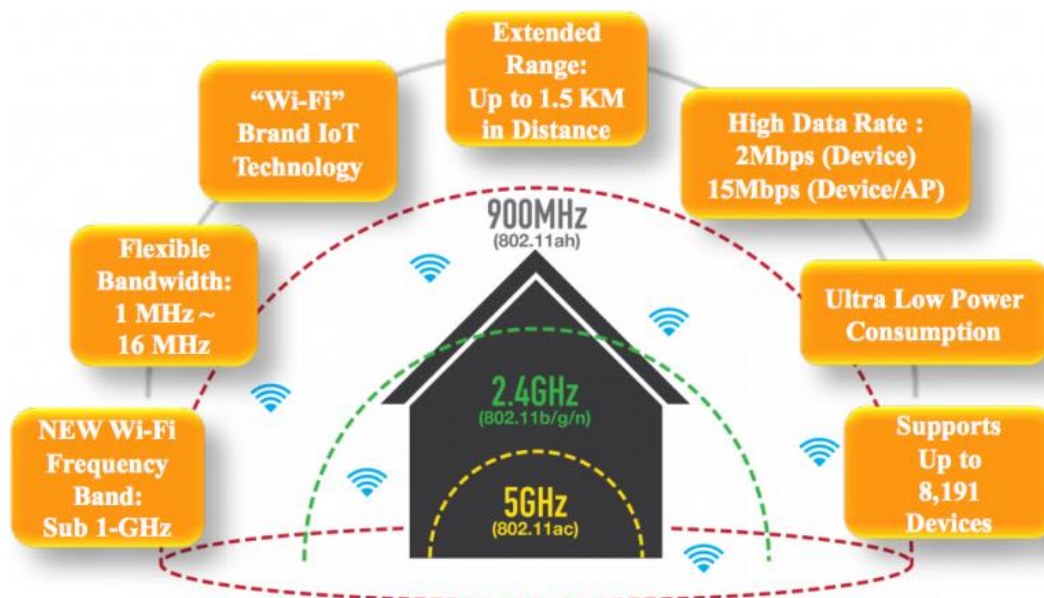 Extended
Range:
Up to 1.5 KM
in Distance
“Wi-Fi”
Brand IoT
Technology
High Data Rate :
2Mbps (Device)
15Mbps (Device/AP)
900MHz
(802.11ah)
Flexible
Bandwidth:
1 MHz ~
16 MHz
Ultra Low Power
Consumption
2.4GHz
(802.11b/g/n)
NEW Wi-Fi
Frequency
Band:
Sub 1-GHz
5GHz
(802.11ac)
Supports
Up to
8,191
Devices